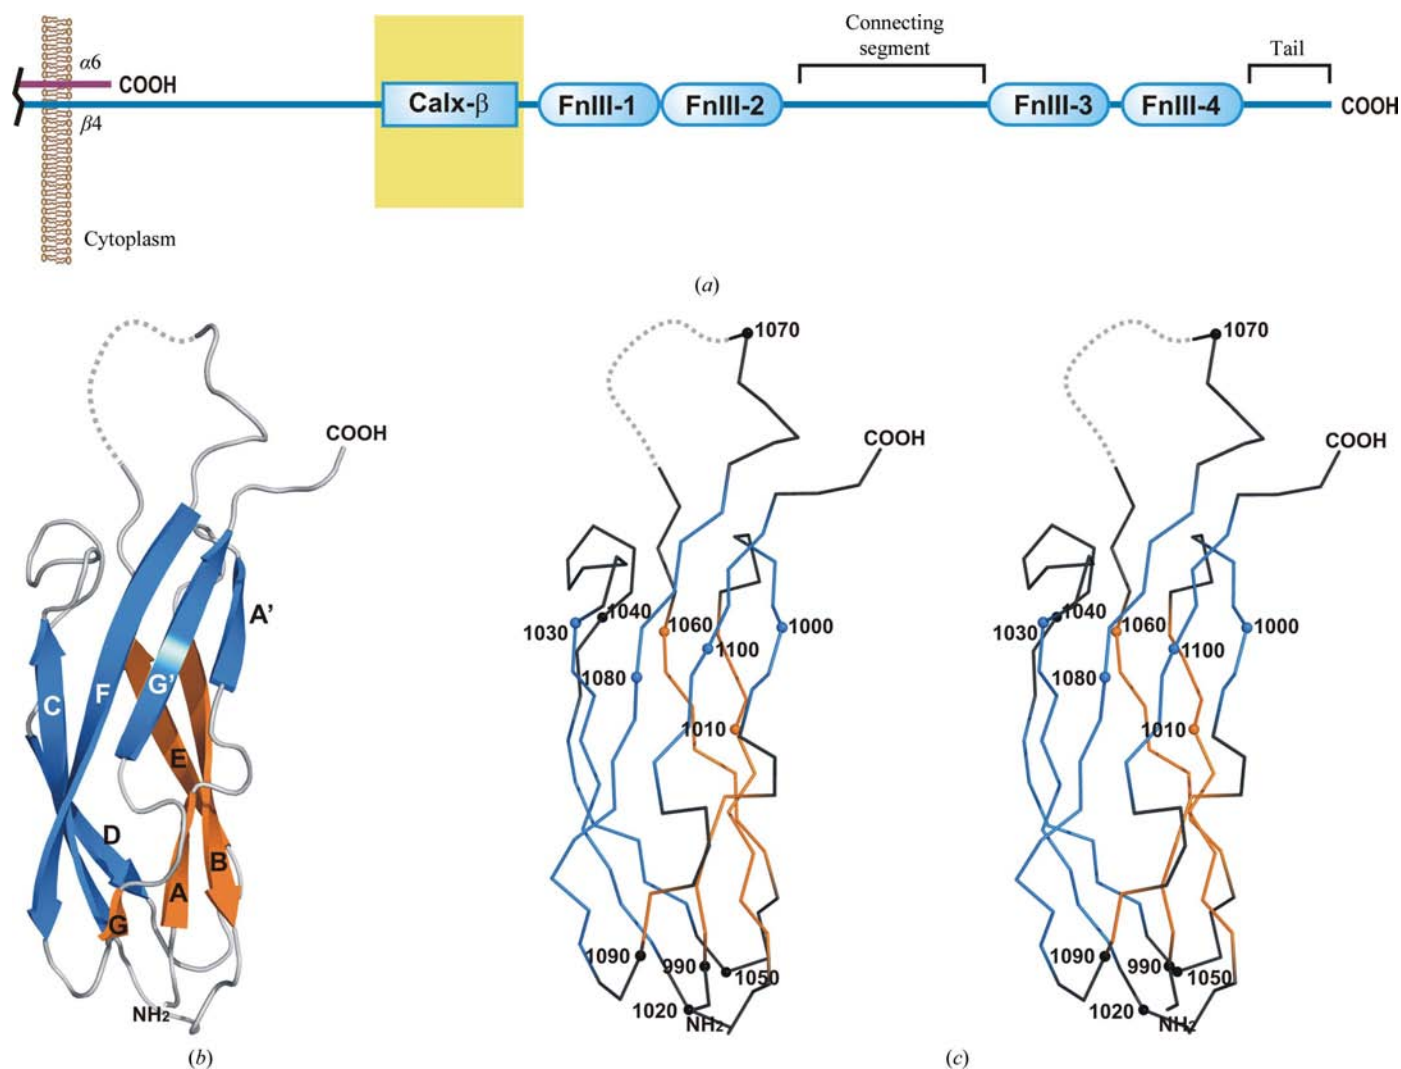 Connecting
segment
Tail
α6
COOH
Calx-β
FnIII-1
FnIII-2
FnIII-3
FnIII-4
COOH
β4
Cytoplasm
(a)
COOH
A'
C
F
G'
E
D
B
A
G
NH2
(b)
1070
COOH
1040
1030
1060
1000
1100
1080
1010
1090
990
1050
1020
NH2
1070
COOH
1040
1030
1060
1000
1100
1080
1010
1090
990
1050
1020
NH2
(c)